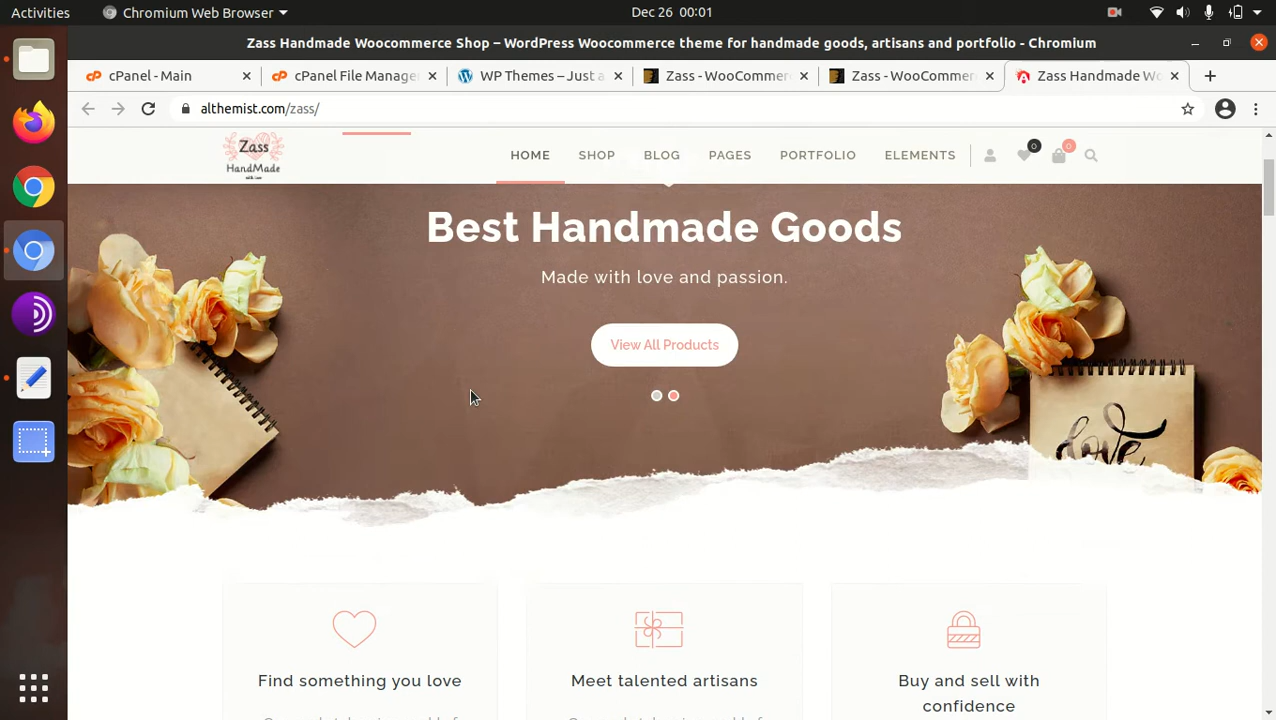 Activities
Chromium Web Browser
Dec 26 00:01
Zass Handmade Woocommerce Shop – WordPress Woocommerce theme for handmade goods, artisans and portfolio - Chromium
cPanel - Main
cPanel File Manage
WP Themes – Just a
Zass - WooCommer
Zass - WooCommer
Zass Handmade Wo
althemist.com/zass/
Zass
HandMade
HOME
SHOP
BLOG
PAGES
PORTFOLIO
ELEMENTS
0
0
Best Handmade Goods
Made with love and passion.
View All Products
love
Find something you love
Meet talented artisans
Buy and sell with
confidence